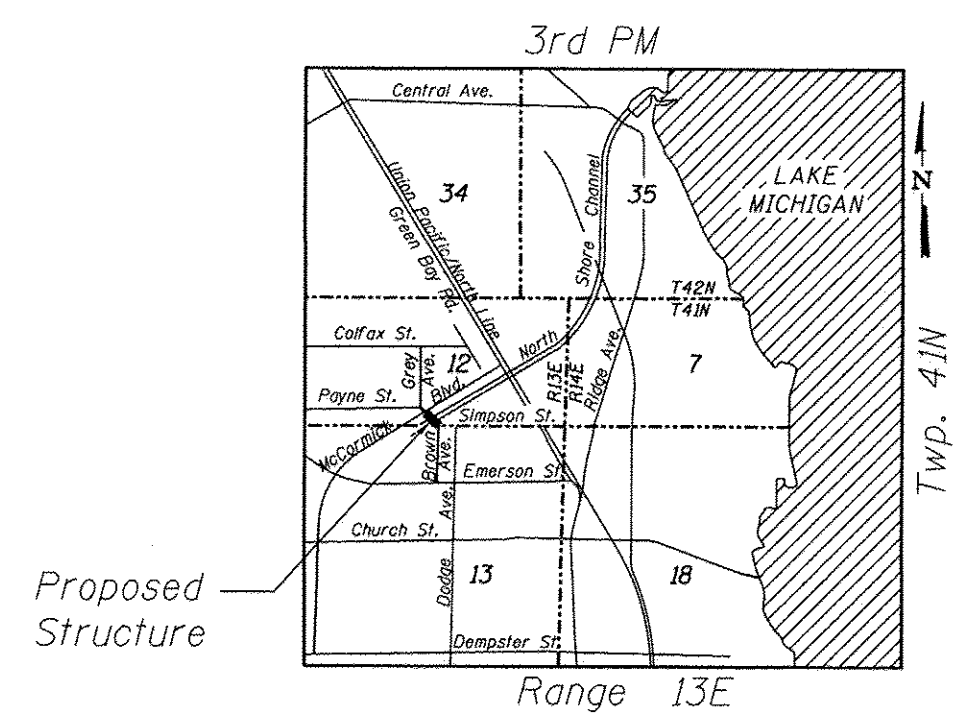 3rd PM
Central Ave.
LAKE
MICHIGAN
N
34
35
Union Pacific/North Line
Green Bay Rd.
Shore Channel
T42N
T41N
Colfax St.
North
Grey
Ave.
12
Blvd.
R13E
R14E
Ridge Ave.
7
Twp. 41N
Payne St.
Simpson St.
McCormick
Brown
Ave.
Emerson St.
Church St.
Dodge Ave.
13
18
Proposed
Structure
Dempster St.
Range 13E